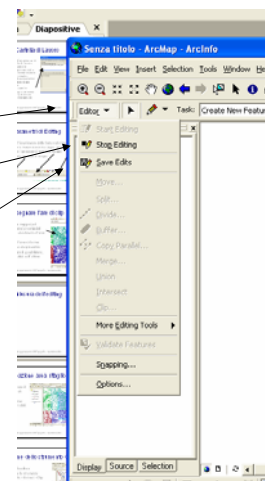 Diapositive
Senza titolo - ArcMap - ArcInfo
File Edit View Insert Selection Tools Window He
Editor
Task: Create New Featur
Start Editing
Stop Editing
Save Edits
Move...
Split...
Divide...
Buffer...
Copy Parallel...
Merge...
Union
Intersect
Clip...
More Editing Tools
Validate Features
Snapping...
Options...
Display Source Selection